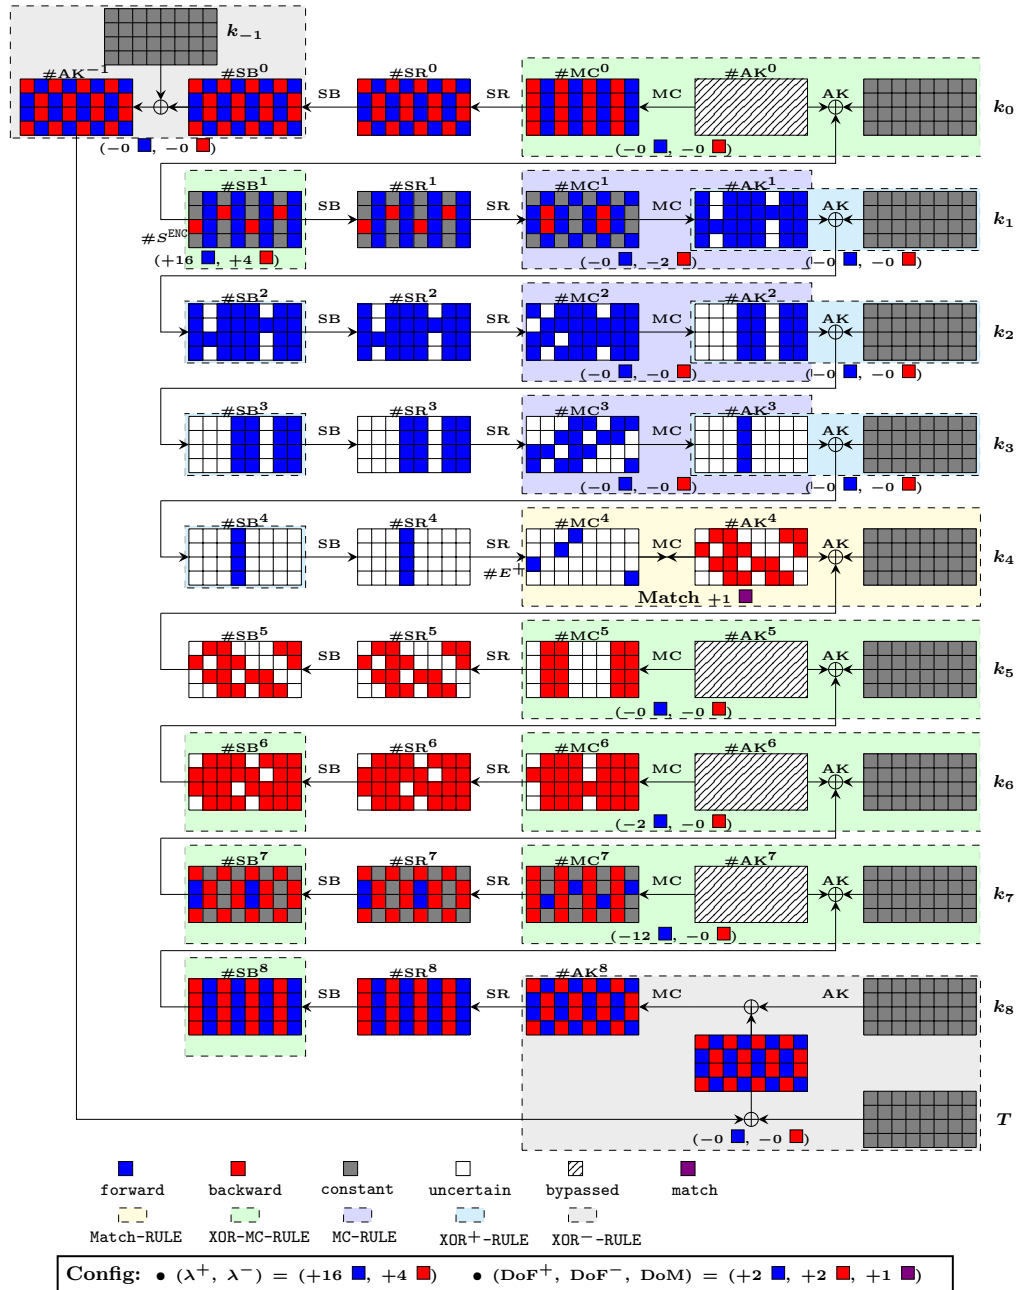 k₋₁
#AK⁻¹ #SB⁰ #SR⁰ #MC⁰ #AK⁰
SB SR MC AK k₀
(−0 , −0 ) (−0 , −0 )
#SB¹ #SR¹ #MC¹ #AK¹
SB SR MC AK k₁
#Sᴱᴺᶜ
(+16 , +4 ) (−0 , −2 ) (−0 , −0 )
#SB² #SR² #MC² #AK²
SB SR MC AK k₂
(−0 , −0 ) (−0 , −0 )
#SB³ #SR³ #MC³ #AK³
SB SR MC AK k₃
(−0 , −0 ) (−0 , −0 )
#SB⁴ #SR⁴ #MC⁴ #AK⁴
SB SR MC AK k₄
#E⁺
Match +1
#SB⁵ #SR⁵ #MC⁵ #AK⁵
SB SR MC AK k₅
(−0 , −0 )
#SB⁶ #SR⁶ #MC⁶ #AK⁶
SB SR MC AK k₆
(−2 , −0 )
#SB⁷ #SR⁷ #MC⁷ #AK⁷
SB SR MC AK k₇
(−12 , −0 )
#SB⁸ #SR⁸ #AK⁸
SB SR MC AK k₈
T
(−0 , −0 )
forward backward constant uncertain bypassed match
Match-RULE XOR-MC-RULE MC-RULE XOR⁺-RULE XOR⁻-RULE
Config: • (λ⁺, λ⁻) = (+16 , +4 ) • (DoF⁺, DoF⁻, DoM) = (+2 , +2 , +1 )